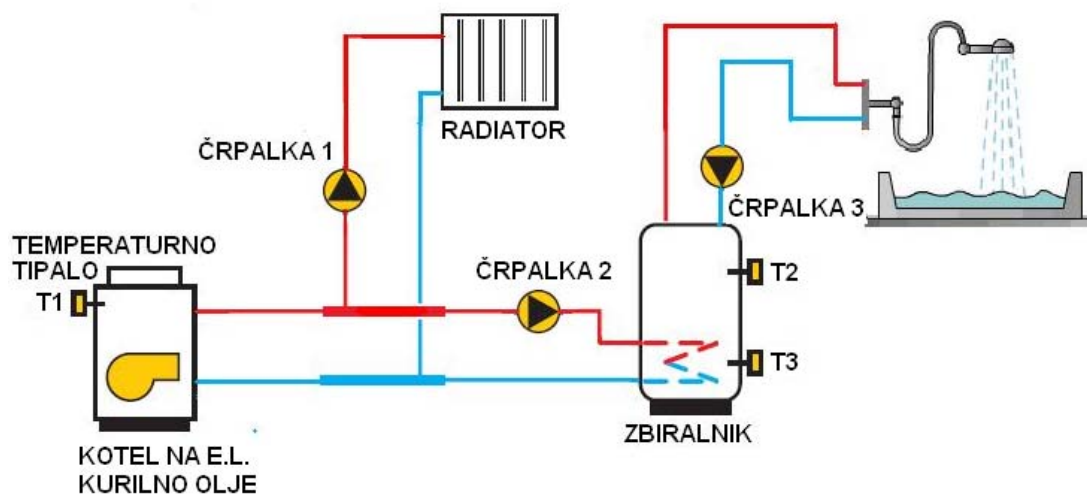 RADIATOR
ČRPALKA 1
ČRPALKA 3
TEMPERATURNO
TIPALO
T1
ČRPALKA 2
T2
T3
ZBIRALNIK
KOTEL NA E.L.
KURILNO OLJE